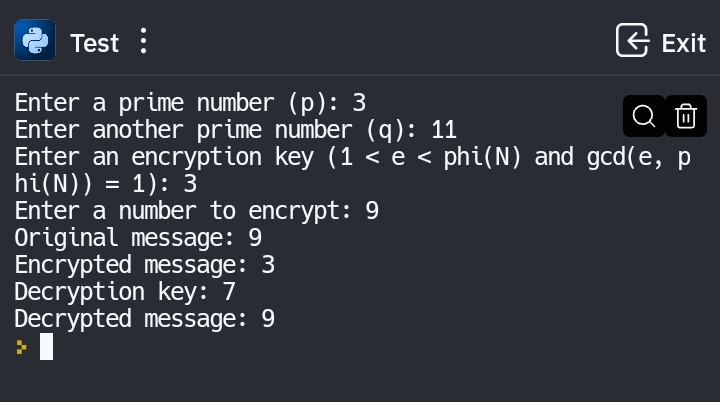 Test
Exit
Enter a prime number (p): 3
Enter another prime number (q): 11
Enter an encryption key (1 < e < phi(N) and gcd(e, p
hi(N)) = 1): 3
Enter a number to encrypt: 9
Original message: 9
Encrypted message: 3
Decryption key: 7
Decrypted message: 9